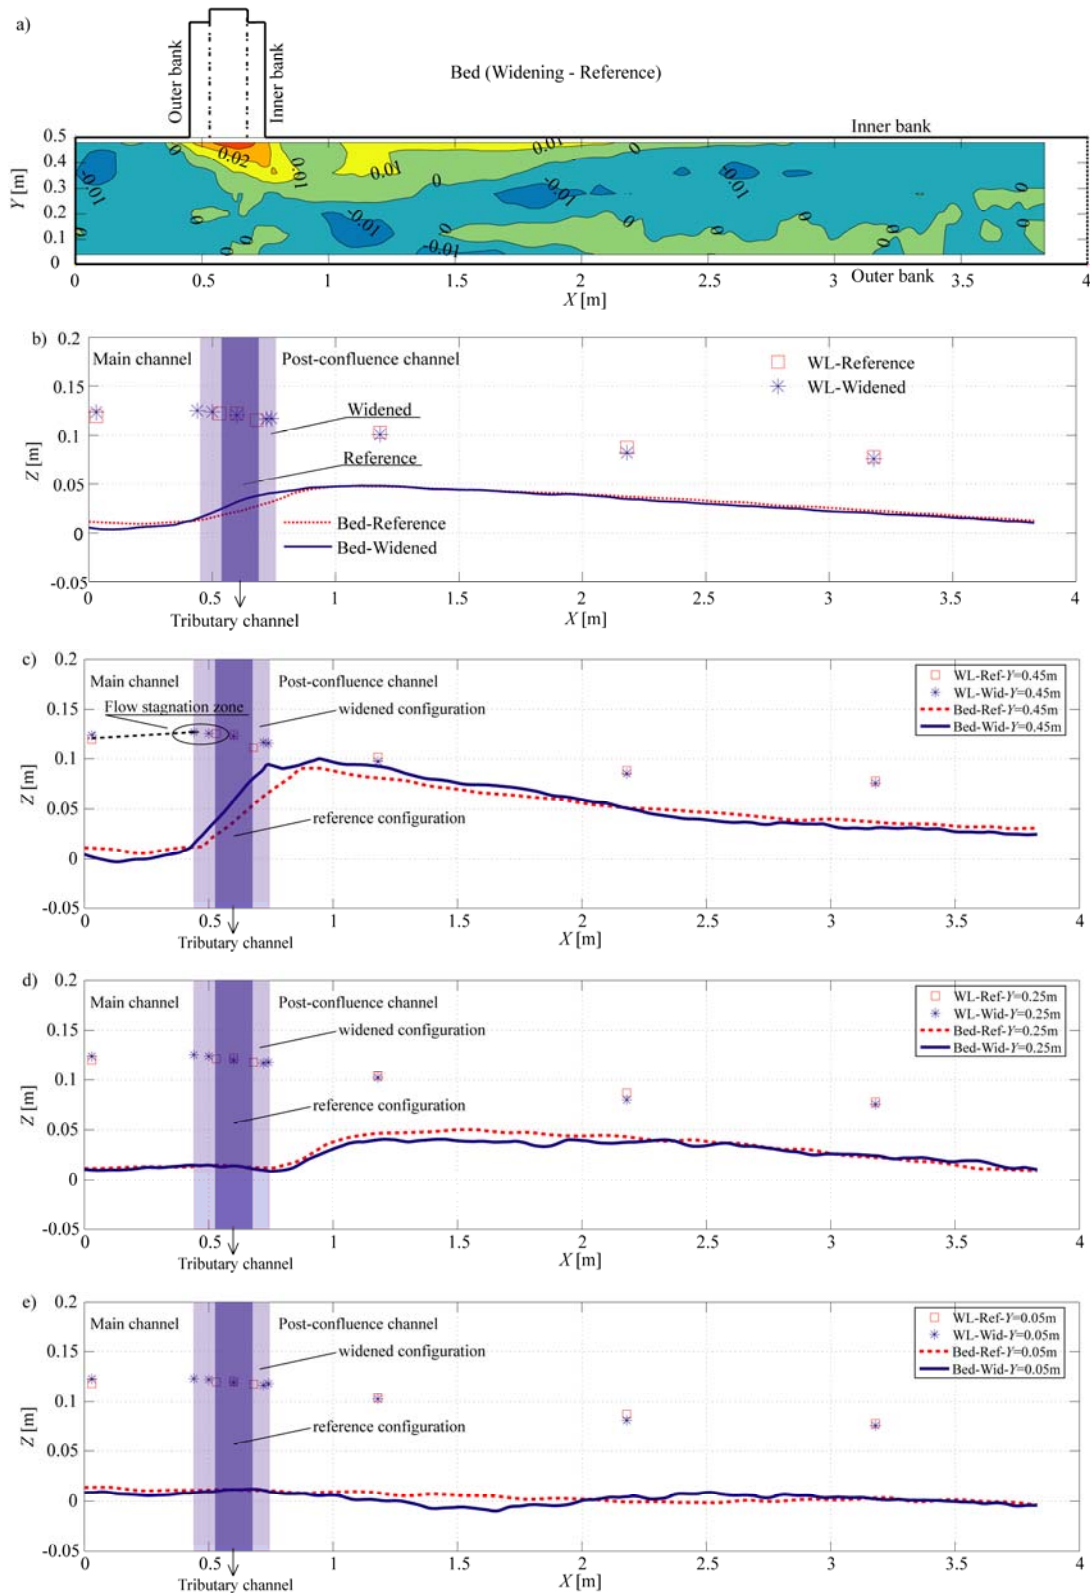 a)
Outer bank
Inner bank
Bed (Widening - Reference)
Inner bank
0.5
0.4
0.3
0.2
0.1
0
Y [m]
-0.01
0
0.02
0.01
0.01
0.01
0
0
0
0
0
-0.01
0
-0.01
-0.01
0
-0.01
0
0
0
0
0
Outer bank
0 0.5 1 1.5 2 2.5 3 3.5 4
X [m]
b)
0.2
0.15
0.1
0.05
0
-0.05
Z [m]
Main channel
Post-confluence channel
WL-Reference
WL-Widened
Widened
Reference
Bed-Reference
Bed-Widened
0 0.5 1 1.5 2 2.5 3 3.5 4
Tributary channel
X [m]
c)
0.2
0.15
0.1
0.05
0
-0.05
Z [m]
Main channel
Post-confluence channel
Flow stagnation zone
widened configuration
reference configuration
WL-Ref-Y=0.45m
WL-Wid-Y=0.45m
Bed-Ref-Y=0.45m
Bed-Wid-Y=0.45m
0 0.5 1 1.5 2 2.5 3 3.5 4
Tributary channel
X [m]
d)
0.2
0.15
0.1
0.05
0
-0.05
Z [m]
Main channel
Post-confluence channel
widened configuration
reference configuration
WL-Ref-Y=0.25m
WL-Wid-Y=0.25m
Bed-Ref-Y=0.25m
Bed-Wid-Y=0.25m
0 0.5 1 1.5 2 2.5 3 3.5 4
Tributary channel
X [m]
e)
0.2
0.15
0.1
0.05
0
-0.05
Z [m]
Main channel
Post-confluence channel
widened configuration
reference configuration
WL-Ref-Y=0.05m
WL-Wid-Y=0.05m
Bed-Ref-Y=0.05m
Bed-Wid-Y=0.05m
0 0.5 1 1.5 2 2.5 3 3.5 4
Tributary channel
X [m]